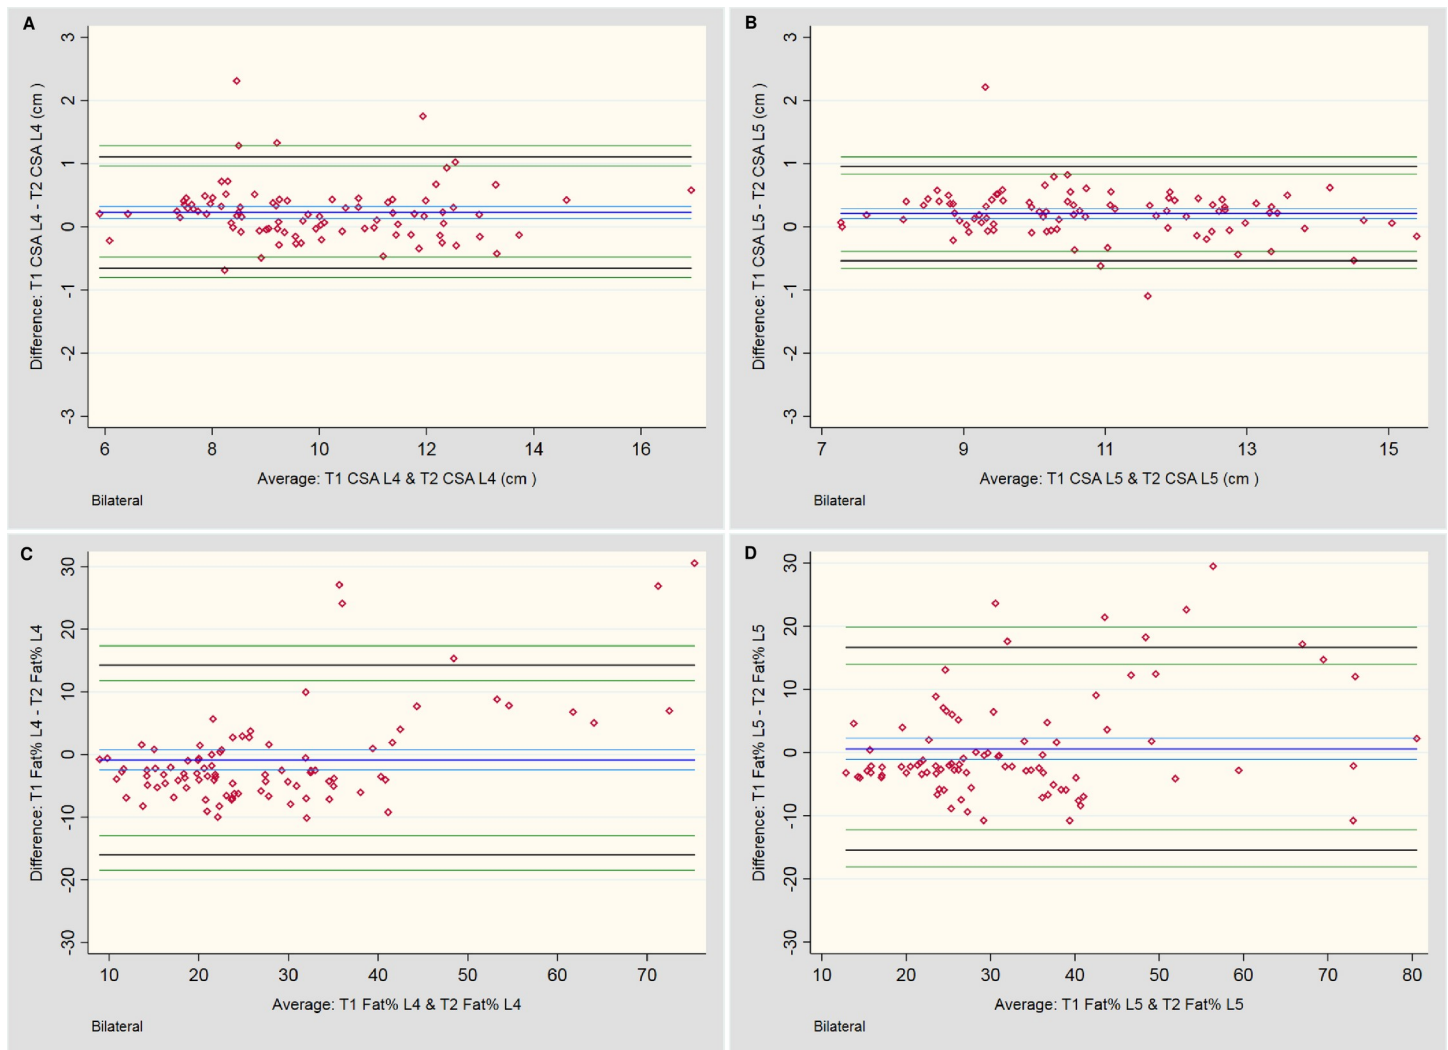 A
3
2
1
0
-1
-2
-3
Difference: T1 CSA L4 - T2 CSA L4 (cm )
6 8 10 12 14 16
Average: T1 CSA L4 & T2 CSA L4 (cm )
Bilateral
B
3
2
1
0
-1
-2
-3
Difference: T1 CSA L5 - T2 CSA L5 (cm )
7 9 11 13 15
Average: T1 CSA L5 & T2 CSA L5 (cm )
Bilateral
C
30
20
10
0
-10
-20
-30
Difference: T1 Fat% L4 - T2 Fat% L4
10 20 30 40 50 60 70
Average: T1 Fat% L4 & T2 Fat% L4
Bilateral
D
30
20
10
0
-10
-20
-30
Difference: T1 Fat% L5 - T2 Fat% L5
10 20 30 40 50 60 70 80
Average: T1 Fat% L5 & T2 Fat% L5
Bilateral